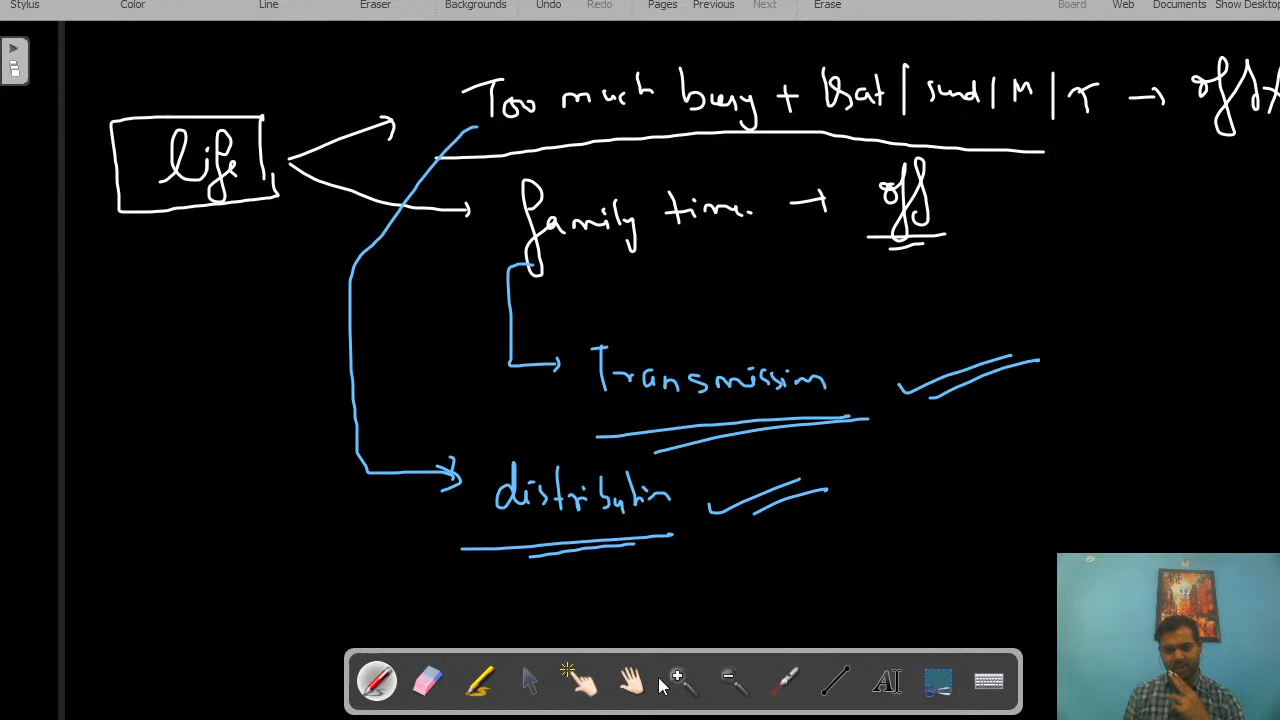 Stylus Color Line Eraser Backgrounds Undo Redo Pages Previous Next Erase Board Web Documents Show Desktop
Too much busy + sat | sund | M | T → off
life
family time. → off
Transmission
distribution
AI